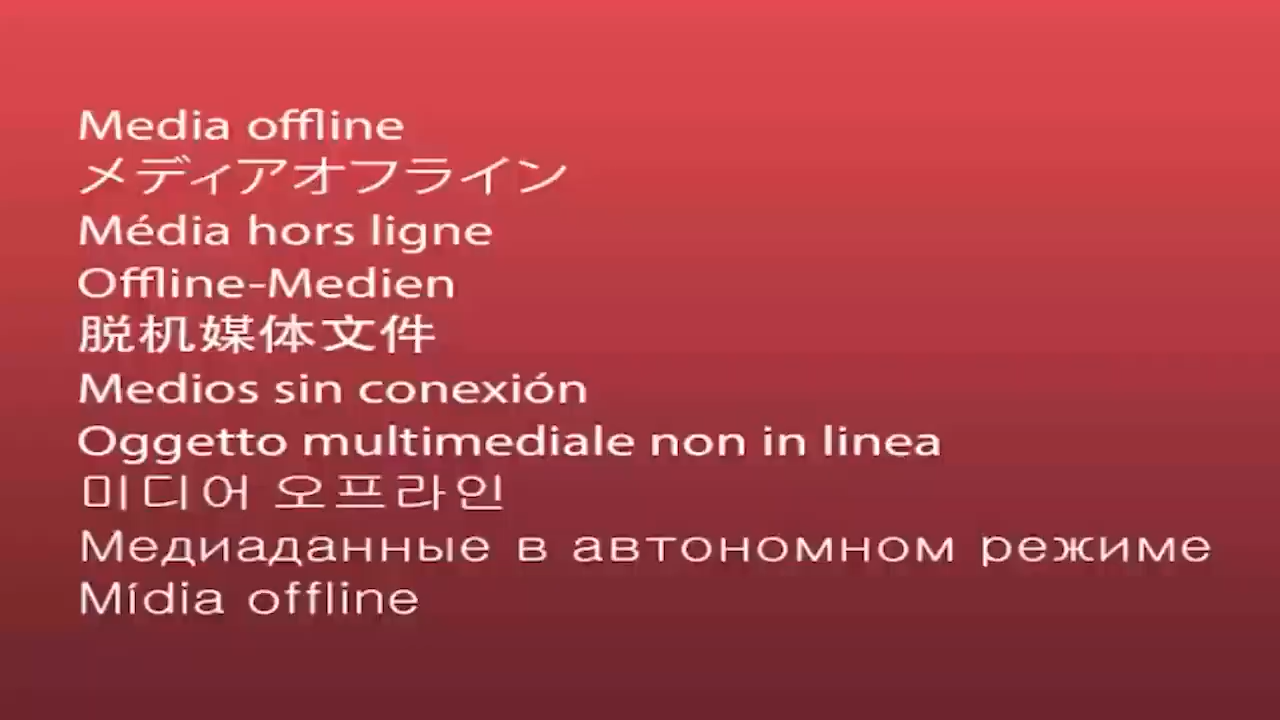 Media offline
メディアオフライン
Média hors ligne
Offline-Medien
脱机媒体文件
Medios sin conexión
Oggetto multimediale non in linea
미디어 오프라인
Медиаданные в автономном режиме
Mídia offline